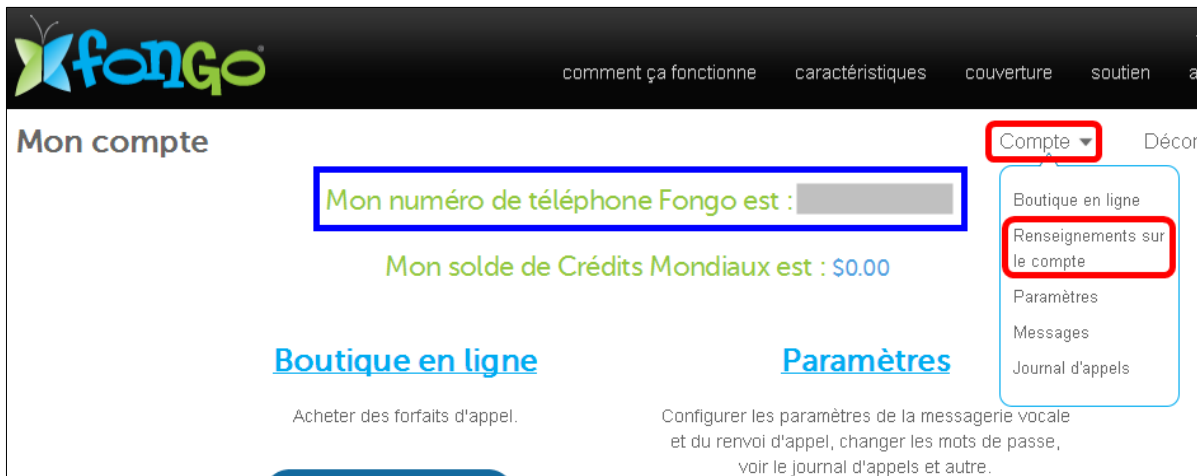 fongo
comment ça fonctionne caractéristiques couverture soutien
Mon compte
Compte
Mon numéro de téléphone Fongo est :
Mon solde de Crédits Mondiaux est : $0.00
Boutique en ligne
Renseignements sur
le compte
Paramètres
Messages
Journal d'appels
Boutique en ligne
Acheter des forfaits d'appel.
Paramètres
Configurer les paramètres de la messagerie vocale
et du renvoi d'appel, changer les mots de passe,
voir le journal d'appels et autre.